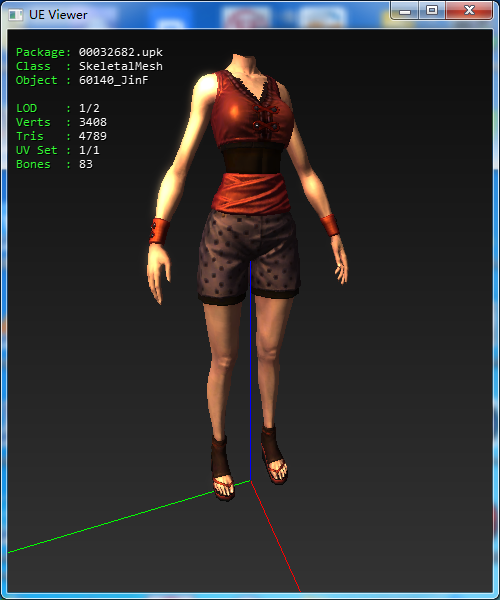 UE Viewer
Package: 00032682.upk
Class : SkeletalMesh
Object : 60140_JinF
LOD : 1/2
Verts : 3408
Tris : 4789
UV Set : 1/1
Bones : 83